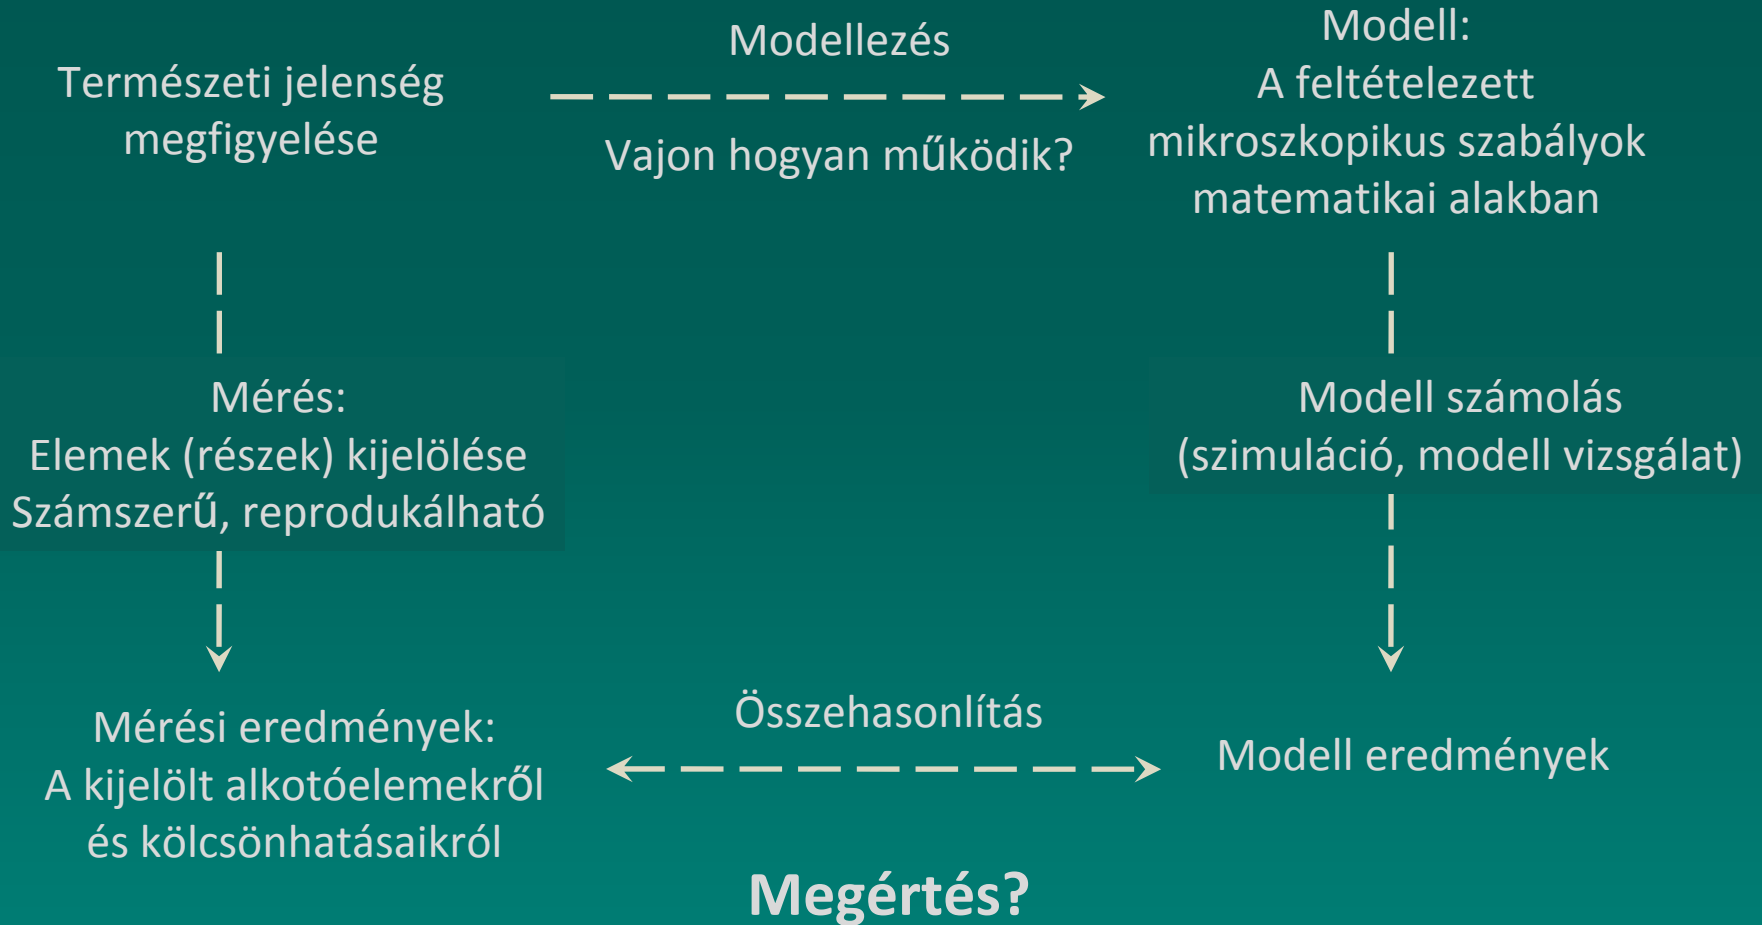 Természeti jelenség
megfigyelése
Modellezés
Vajon hogyan működik?
Modell:
A feltételezett
mikroszkopikus szabályok
matematikai alakban
Mérés:
Elemek (részek) kijelölése
Számszerű, reprodukálható
Modell számolás
(szimuláció, modell vizsgálat)
Mérési eredmények:
A kijelölt alkotóelemekről
és kölcsönhatásaikról
Összehasonlítás
Modell eredmények
Megértés?